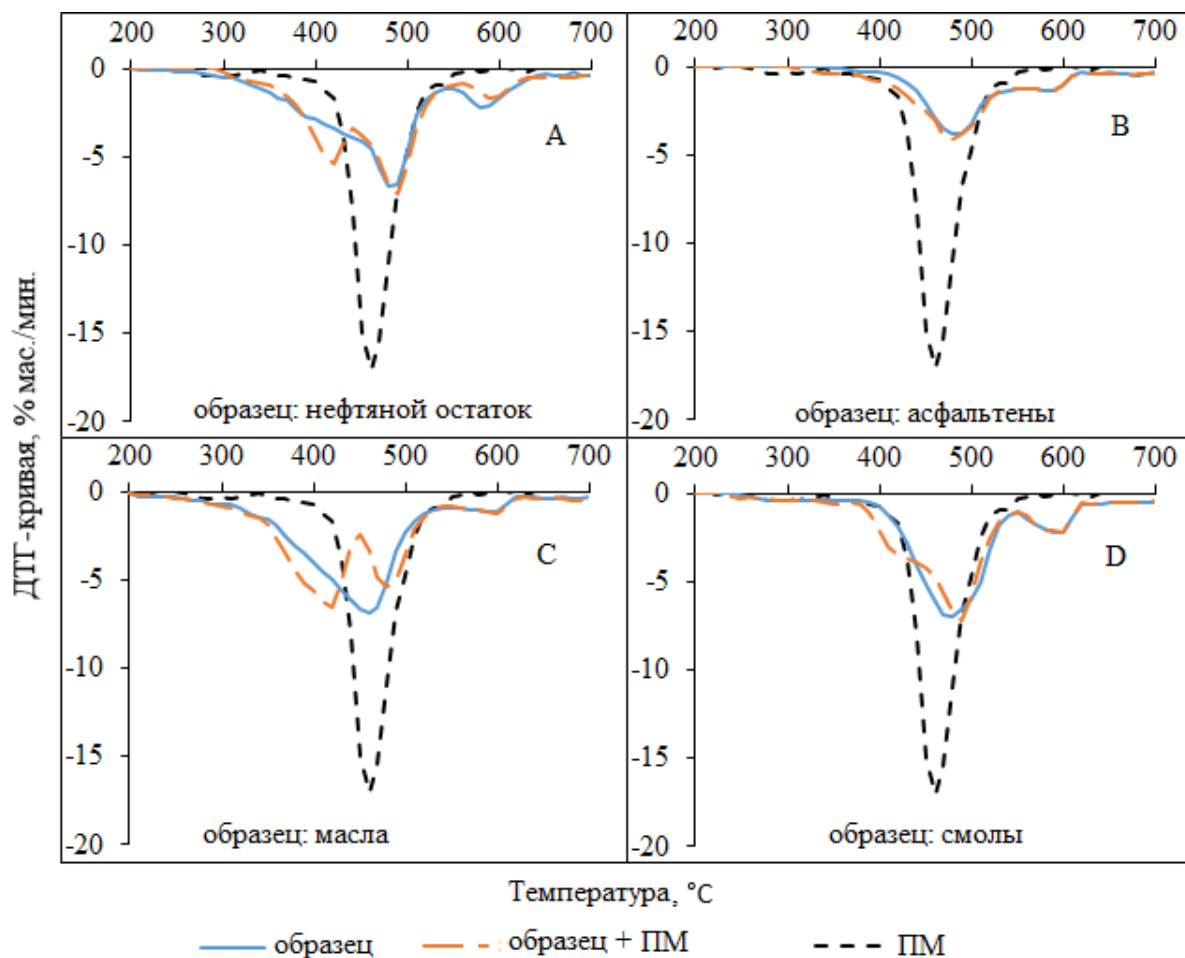 200 300 400 500 600 700
200 300 400 500 600 700
0
-5
-10
-15
-20
A
образец: нефтяной остаток
0
-5
-10
-15
-20
B
образец: асфальтены
200 300 400 500 600 700
200 300 400 500 600 700
0
-5
-10
-15
-20
C
образец: масла
0
-5
-10
-15
-20
D
образец: смолы
ДТГ-кривая, % мас./мин.
Температура, °C
образец образец + ПМ ПМ